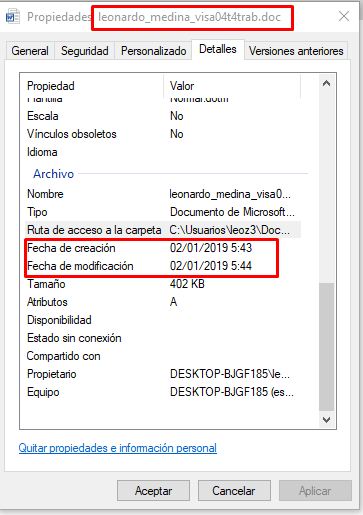 Propiedades: leonardo_medina_visa04t4trab.doc
General Seguridad Personalizado Detalles Versiones anteriores
Propiedad Valor
Plantilla Normal.dotm
Escala No
Vínculos obsoletos No
Idioma
Archivo
Nombre leonardo_medina_visa0...
Tipo Documento de Microsoft...
Ruta de acceso a la carpeta C:\Usuarios\leoz3\Doc...
Fecha de creación 02/01/2019 5:43
Fecha de modificación 02/01/2019 5:44
Tamaño 402 KB
Atributos A
Disponibilidad
Estado sin conexión
Compartido con
Propietario DESKTOP-BJGF185\le...
Equipo DESKTOP-BJGF185 (es...
Quitar propiedades e información personal
Aceptar Cancelar Aplicar